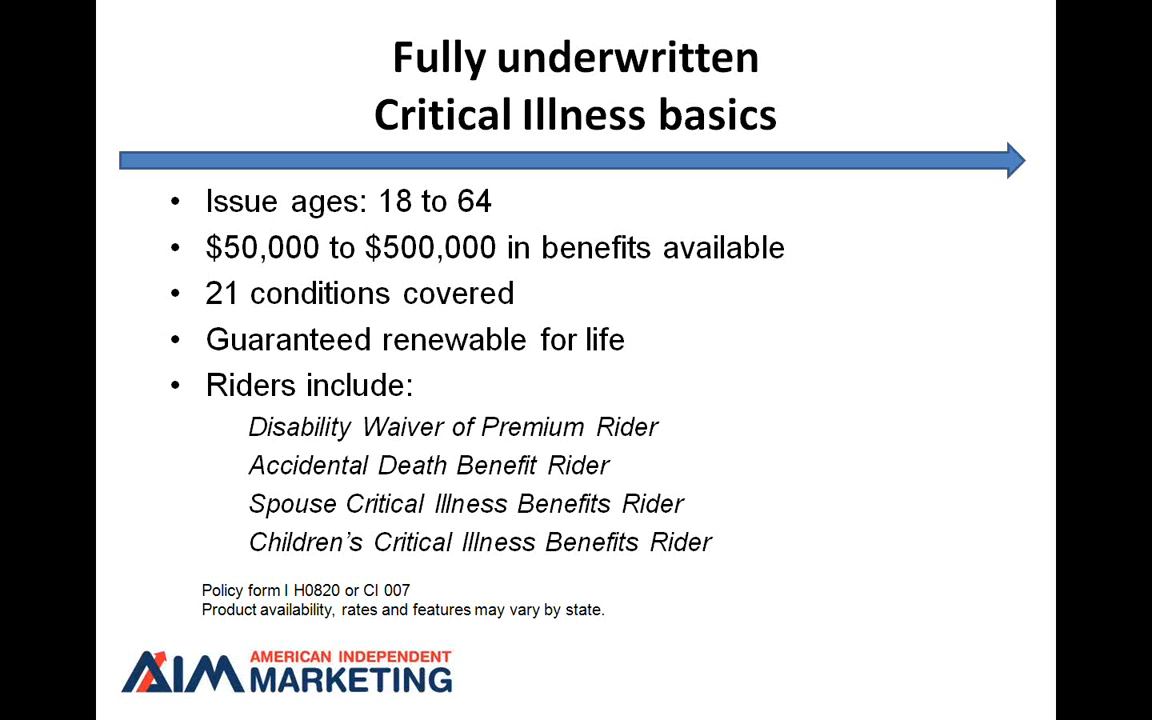 Fully underwritten
Critical Illness basics
• Issue ages: 18 to 64
• $50,000 to $500,000 in benefits available
• 21 conditions covered
• Guaranteed renewable for life
• Riders include:
Disability Waiver of Premium Rider
Accidental Death Benefit Rider
Spouse Critical Illness Benefits Rider
Children’s Critical Illness Benefits Rider
Policy form I H0820 or CI 007
Product availability, rates and features may vary by state.
AIM AMERICAN INDEPENDENT
MARKETING